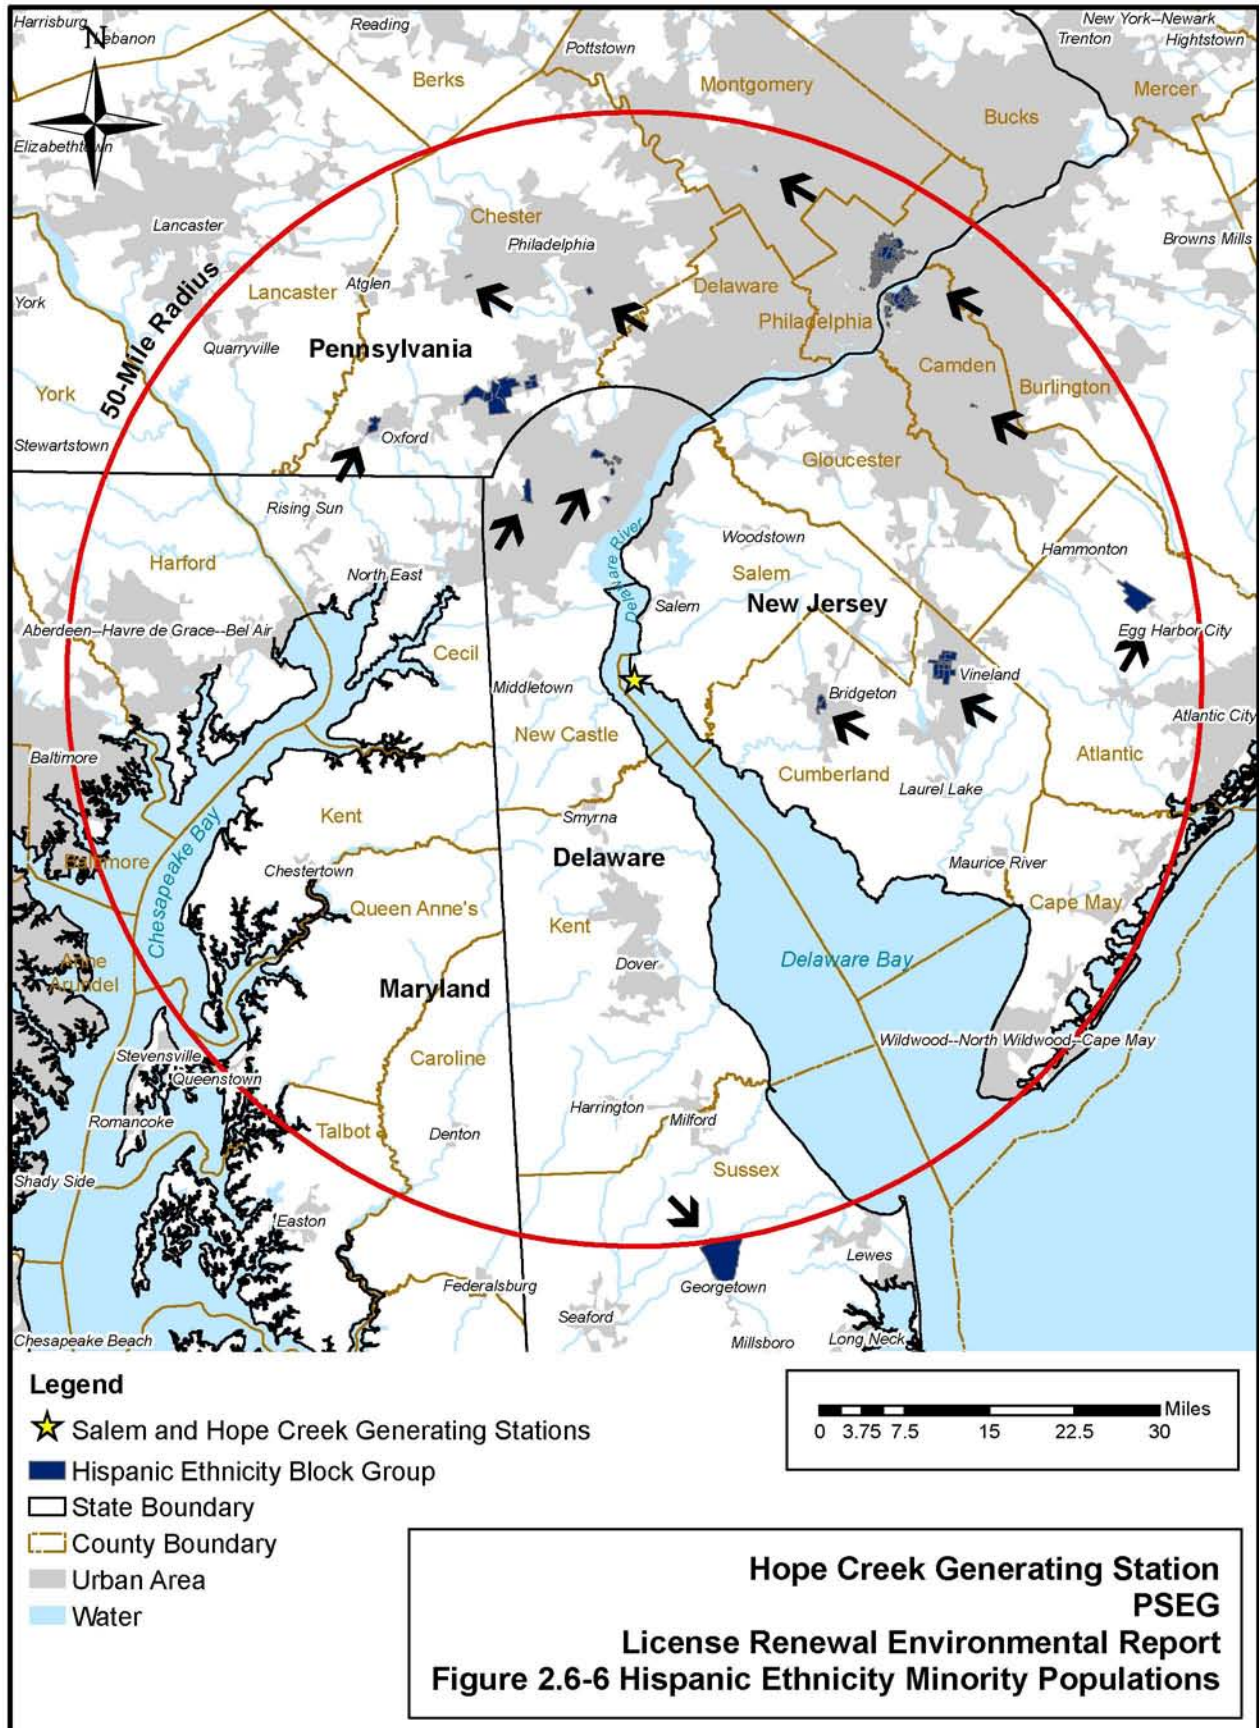 Harrisburg
Lebanon
N
Reading
Pottstown
New York--Newark
Trenton
Hightstown
Berks
Montgomery
Mercer
Bucks
Elizabethtown
Lancaster
Chester
Philadelphia
Browns Mills
York
Lancaster
Atglen
Delaware
Philadelphia
50-Mile Radius
Quarryville
Pennsylvania
Camden
Burlington
York
Stewartstown
Oxford
Gloucester
Rising Sun
Woodstown
Hammonton
Harford
North East
Delaware River
Salem
New Jersey
Salem
Aberdeen--Havre de Grace--Bel Air
Egg Harbor City
Cecil
Middletown
Bridgeton
Vineland
Atlantic City
New Castle
Baltimore
Cumberland
Atlantic
Laurel Lake
Kent
Smyrna
Chesapeake Bay
Baltimore
Delaware
Maurice River
Chestertown
Queen Anne's
Kent
Cape May
Anne
Arundel
Dover
Delaware Bay
Maryland
Wildwood--North Wildwood--Cape May
Stevensville
Queenstown
Caroline
Romancoke
Harrington
Milford
Talbot
Denton
Sussex
Shady Side
Easton
Lewes
Federalsburg
Georgetown
Seaford
Chesapeake Beach
Millsboro
Long Neck
Legend
Salem and Hope Creek Generating Stations
Hispanic Ethnicity Block Group
State Boundary
County Boundary
Urban Area
Water
Miles
0 3.75 7.5 15 22.5 30
Hope Creek Generating Station
PSEG
License Renewal Environmental Report
Figure 2.6-6 Hispanic Ethnicity Minority Populations